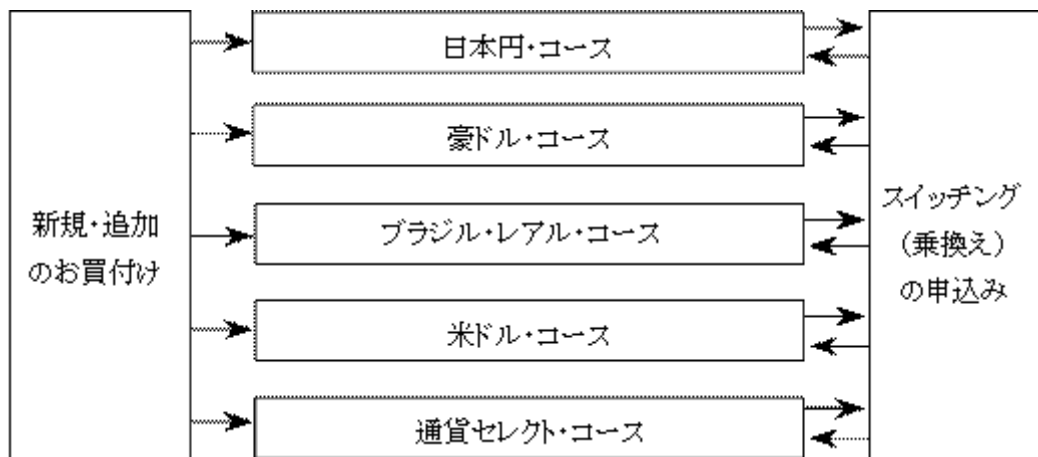 新規・追加
のお買付け
日本円・コース
豪ドル・コース
ブラジル・レアル・コース
米ドル・コース
通貨セレクト・コース
スイッチング
（乗換え）
の申込み